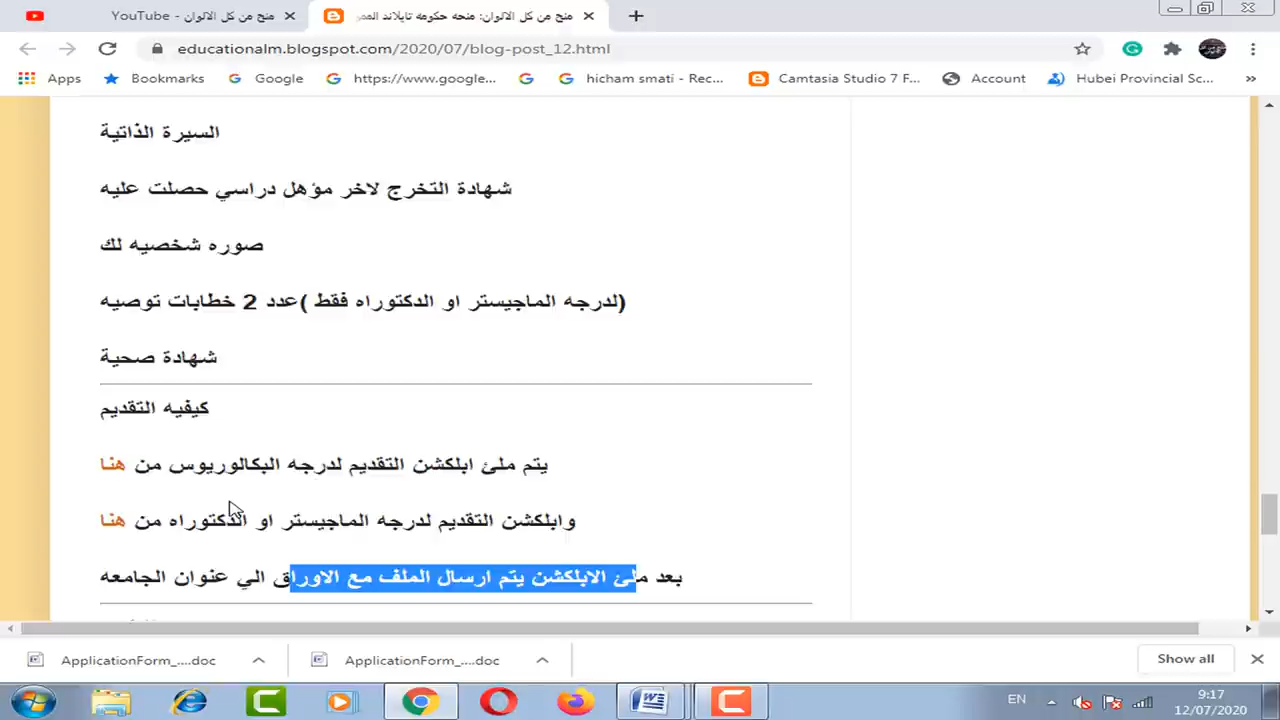 منح من كل الالوان - YouTube
منح من كل الالوان: منحه حكومه تايلاند
educationalm.blogspot.com/2020/07/blog-post_12.html
Apps
Bookmarks
Google
https://www.google...
hicham smati - Rec...
Camtasia Studio 7 F...
Account
Hubei Provincial Sc...
»
السيرة الذاتية
شهادة التخرج لاخر مؤهل دراسي حصلت عليه
صوره شخصيه لك
(لدرجه الماجيستر او الدكتوراه فقط )عدد 2 خطابات توصيه
شهادة صحية
كيفيه التقديم
يتم ملئ ابلكشن التقديم لدرجه البكالوريوس من هنا
وابلكشن التقديم لدرجه الماجيستر او الدكتوراه من هنا
بعد ملئ الابلكشن يتم ارسال الملف مع الاوراق الي عنوان الجامعه
ApplicationForm_....doc
ApplicationForm_....doc
Show all
EN
9:17
12/07/2020